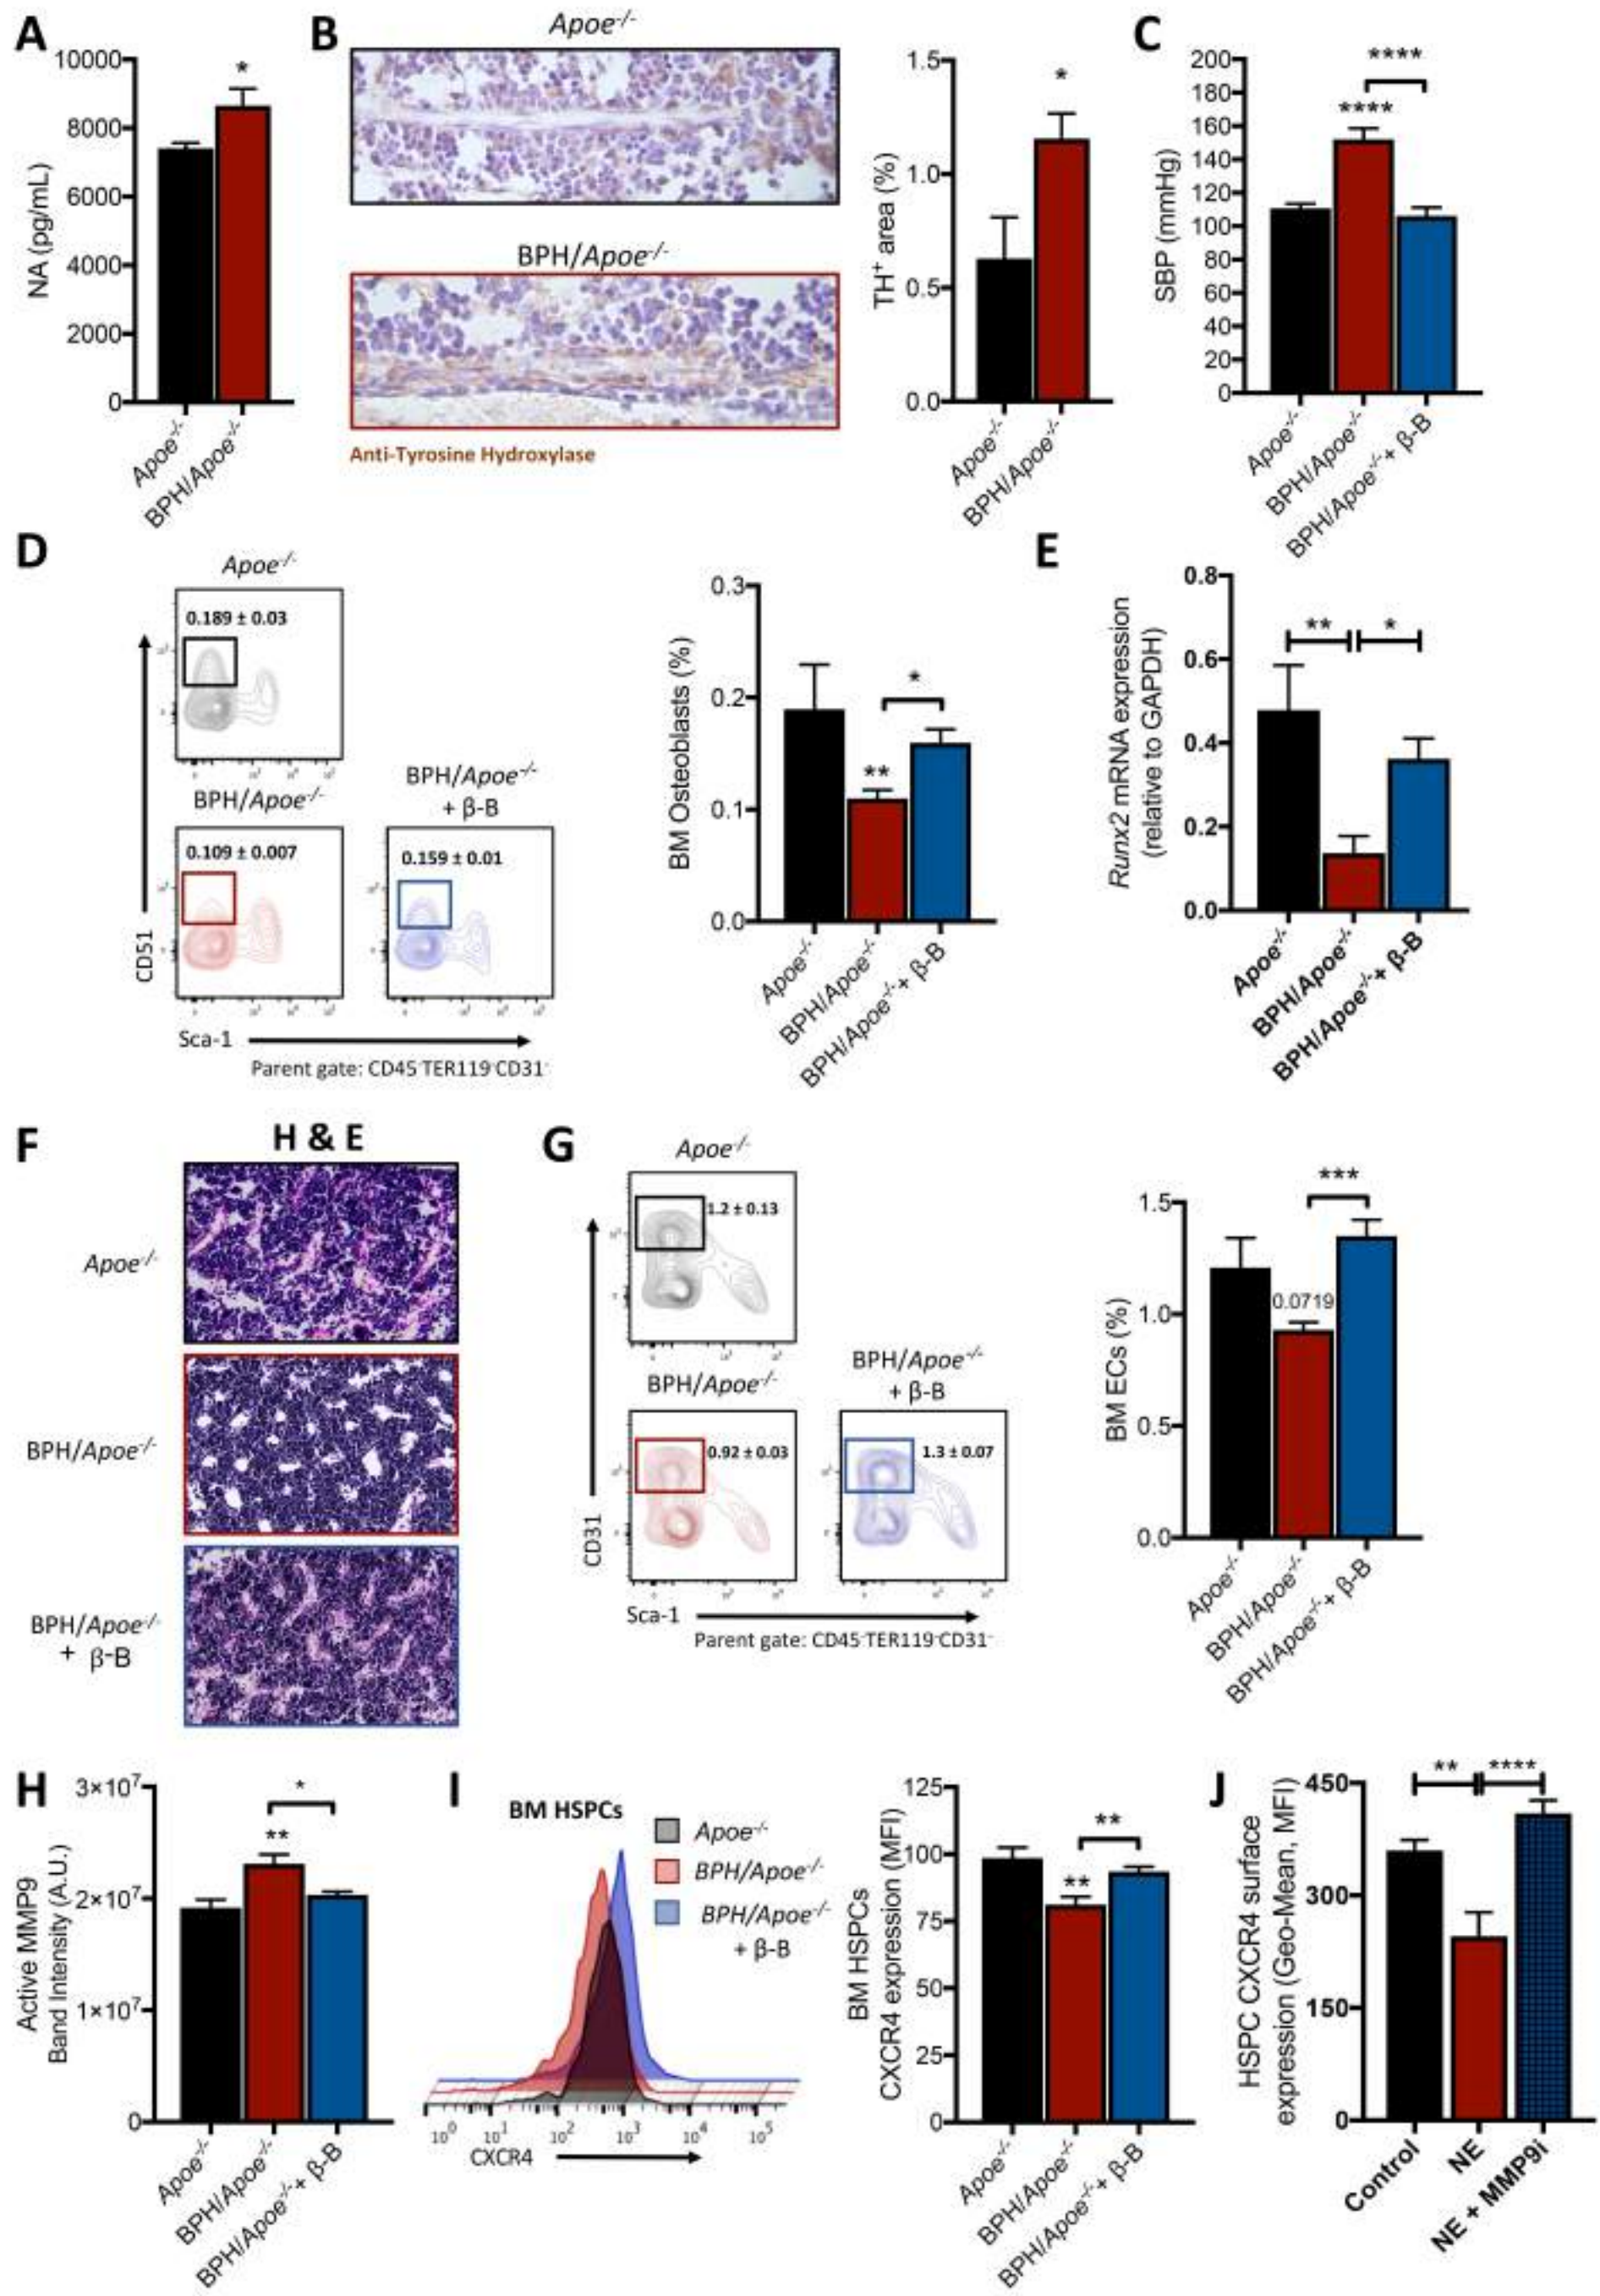 A
NA (pg/mL)
10000
8000
6000
4000
2000
0
*
Apoe⁻/⁻
BPH/Apoe⁻/⁻
B
Apoe⁻/⁻
BPH/Apoe⁻/⁻
Anti-Tyrosine Hydroxylase
TH⁺ area (%)
1.5
1.0
0.5
0.0
*
Apoe⁻/⁻
BPH/Apoe⁻/⁻
C
SBP (mmHg)
200
180
160
140
120
100
80
60
40
20
0
****
****
Apoe⁻/⁻
BPH/Apoe⁻/⁻
BPH/Apoe⁻/⁻+ β-B
D
Apoe⁻/⁻
0.189 ± 0.03
BPH/Apoe⁻/⁻
0.109 ± 0.007
BPH/Apoe⁻/⁻
+ β-B
0.159 ± 0.01
CD51
Sca-1
Parent gate: CD45⁻TER119⁻CD31⁻
BM Osteoblasts (%)
0.3
0.2
0.1
0.0
**
*
Apoe⁻/⁻
BPH/Apoe⁻/⁻
BPH/Apoe⁻/⁻+ β-B
E
Runx2 mRNA expression
(relative to GAPDH)
0.8
0.6
0.4
0.2
0.0
**
*
Apoe⁻/⁻
BPH/Apoe⁻/⁻
BPH/Apoe⁻/⁻+ β-B
F
H & E
Apoe⁻/⁻
BPH/Apoe⁻/⁻
BPH/Apoe⁻/⁻
+ β-B
G
Apoe⁻/⁻
1.2 ± 0.13
BPH/Apoe⁻/⁻
0.92 ± 0.03
BPH/Apoe⁻/⁻
+ β-B
1.3 ± 0.07
CD31
Sca-1
Parent gate: CD45⁻TER119⁻CD31⁻
BM ECs (%)
1.5
1.0
0.5
0.0
0.0719
***
Apoe⁻/⁻
BPH/Apoe⁻/⁻
BPH/Apoe⁻/⁻+ β-B
H
Active MMP9
Band Intensity (A.U.)
3×10⁷
2×10⁷
1×10⁷
0
**
*
Apoe⁻/⁻
BPH/Apoe⁻/⁻
BPH/Apoe⁻/⁻+ β-B
I
BM HSPCs
Apoe⁻/⁻
BPH/Apoe⁻/⁻
BPH/Apoe⁻/⁻
+ β-B
10⁰ 10¹ 10² 10³ 10⁴ 10⁵
CXCR4
BM HSPCs
CXCR4 expression (MFI)
125
100
75
50
25
0
**
**
Apoe⁻/⁻
BPH/Apoe⁻/⁻
BPH/Apoe⁻/⁻+ β-B
J
HSPC CXCR4 surface
expression (Geo-Mean, MFI)
450
300
150
0
**
****
Control
NE
NE + MMP9i